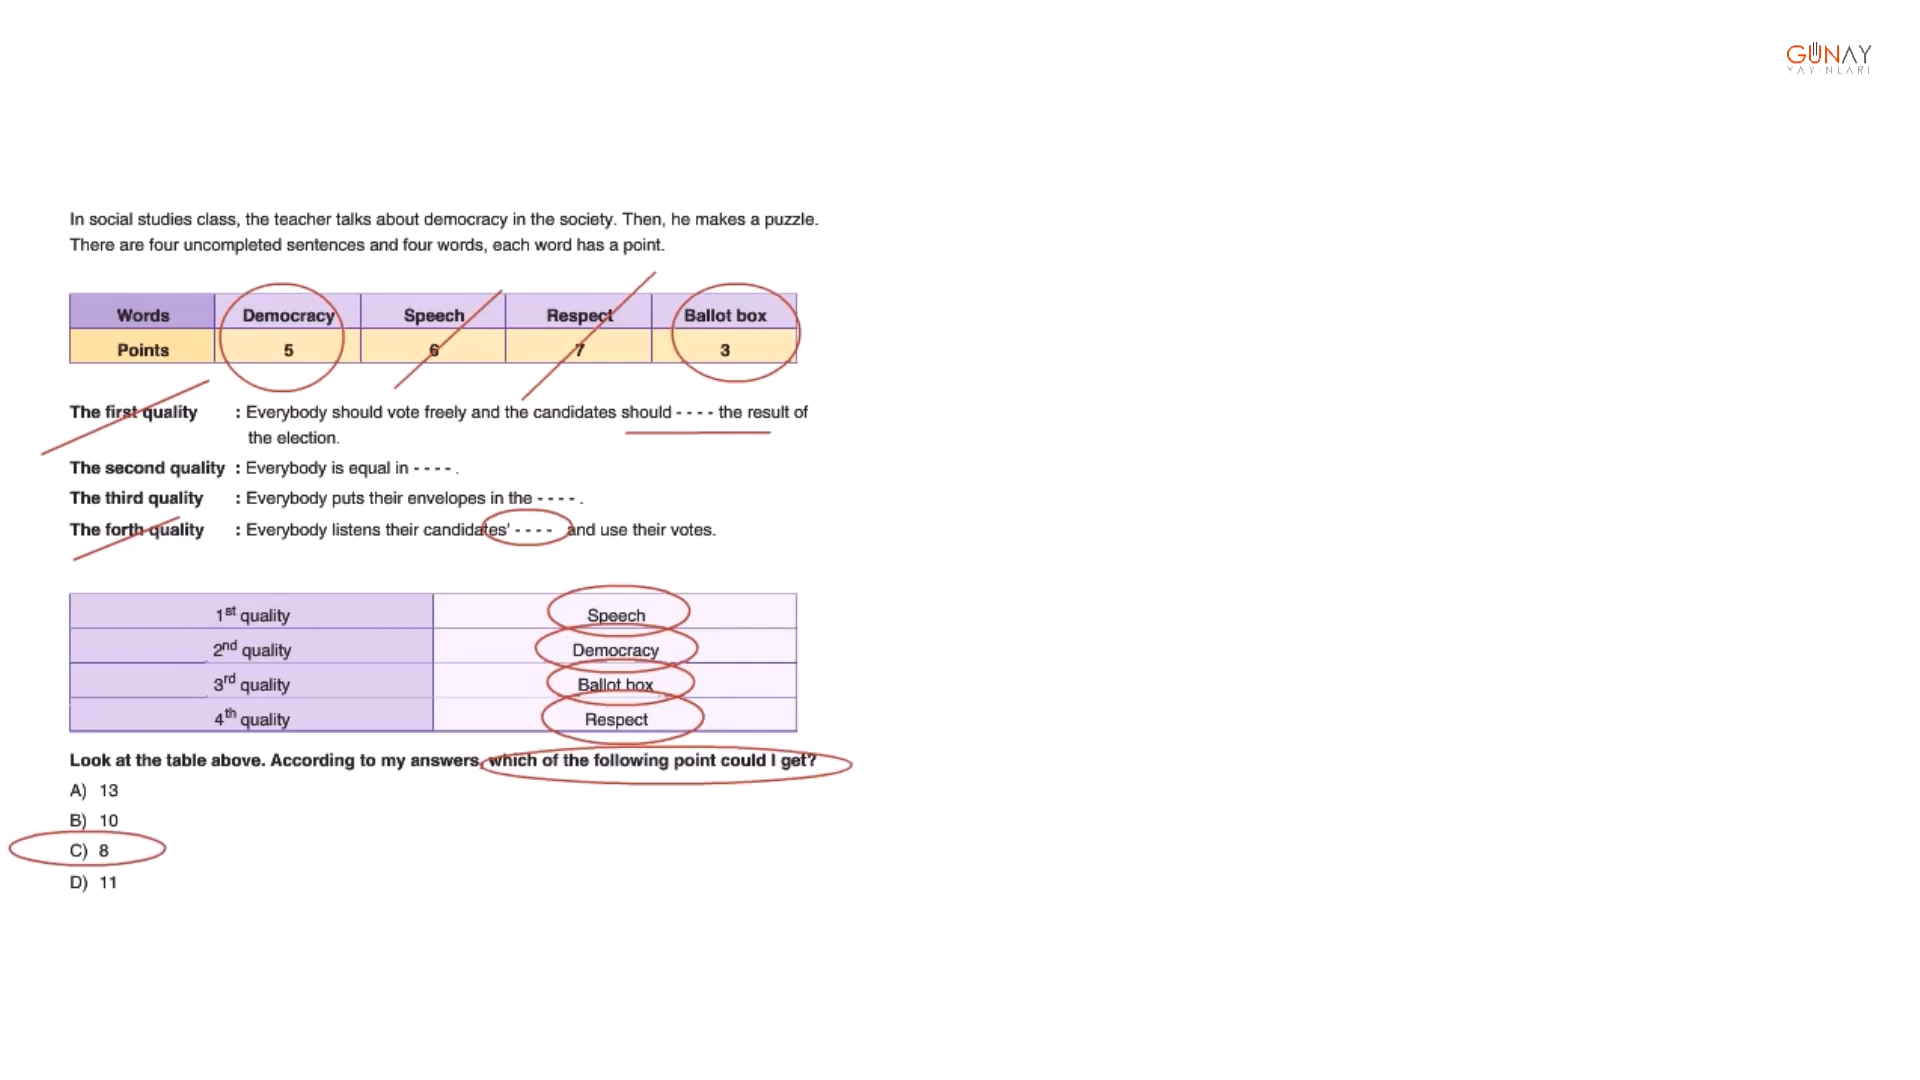 GÜNAY
YAYINLARI
In social studies class, the teacher talks about democracy in the society. Then, he makes a puzzle.
There are four uncompleted sentences and four words, each word has a point.
Words Democracy Speech Respect Ballot box
Points 5 6 7 3
The first quality : Everybody should vote freely and the candidates should - - - - the result of
the election.
The second quality : Everybody is equal in - - - - .
The third quality : Everybody puts their envelopes in the - - - - .
The forth quality : Everybody listens their candidates' - - - - and use their votes.
1st quality Speech
2nd quality Democracy
3rd quality Ballot box
4th quality Respect
Look at the table above. According to my answers, which of the following point could I get?
A) 13
B) 10
C) 8
D) 11